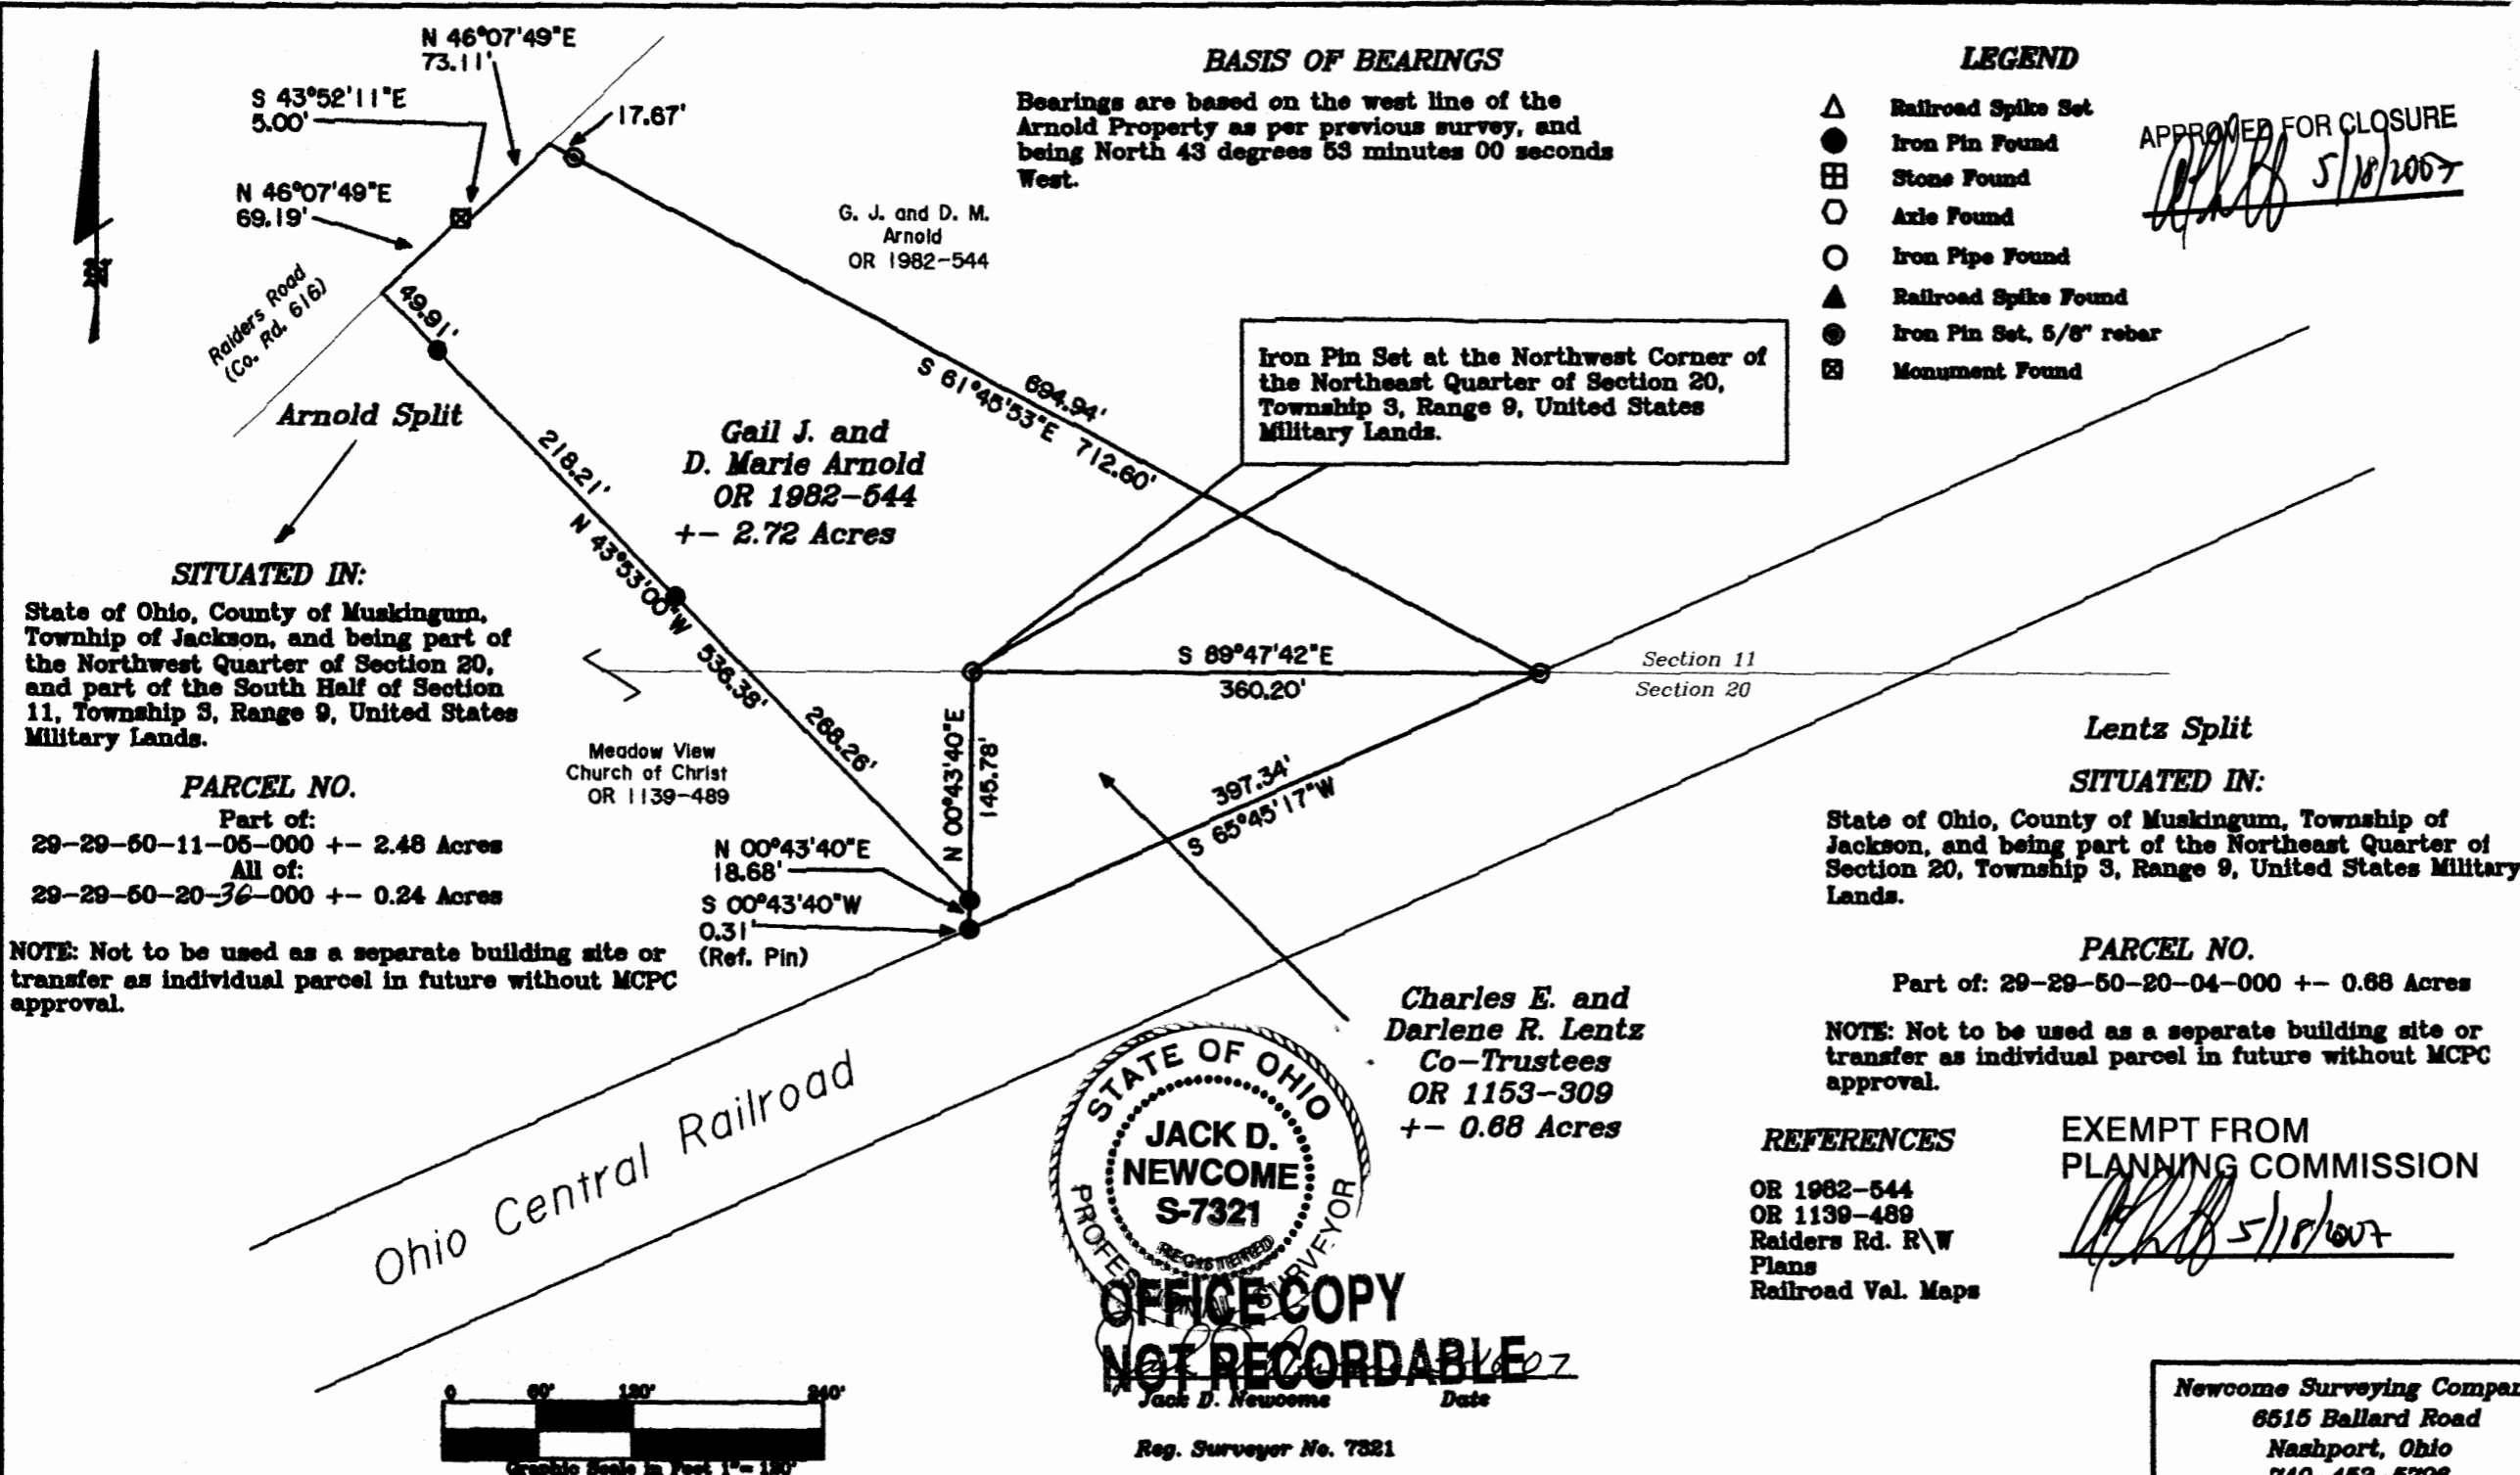 N 46°07'49"E
73.11'
S 43°52'11"E
5.00'
17.67'
N 46°07'49"E
69.19'
Raiders Road
(Co. Rd. 616)
49.91'
Arnold Split
218.21'
N 43°53'00"W 536.38'
268.26'
BASIS OF BEARINGS
Bearings are based on the west line of the
Arnold Property as per previous survey, and
being North 43 degrees 53 minutes 00 seconds
West.
G. J. and D. M.
Arnold
OR 1982-544
694.94'
S 61°45'53"E 712.60'
Gail J. and
D. Marie Arnold
OR 1982-544
+- 2.72 Acres
Iron Pin Set at the Northwest Corner of
the Northeast Quarter of Section 20,
Township 3, Range 9, United States
Military Lands.
LEGEND
Railroad Spike Set
Iron Pin Found
Stone Found
Axle Found
Iron Pipe Found
Railroad Spike Found
Iron Pin Set, 5/8" rebar
Monument Found
APPROVED FOR CLOSURE
5/18/2007
SITUATED IN:
State of Ohio, County of Muskingum,
Townhip of Jackson, and being part of
the Northwest Quarter of Section 20,
and part of the South Half of Section
11, Township 3, Range 9, United States
Military Lands.
PARCEL NO.
Part of:
29-29-50-11-05-000 +- 2.48 Acres
All of:
29-29-50-20-36-000 +- 0.24 Acres
NOTE: Not to be used as a separate building site or
transfer as individual parcel in future without MCPC
approval.
Meadow View
Church of Christ
OR 1139-489
S 89°47'42"E
360.20'
Section 11
Section 20
N 00°43'40"E
145.78'
397.34'
S 65°45'17"W
N 00°43'40"E
18.68'
S 00°43'40"W
0.31'
(Ref. Pin)
Ohio Central Railroad
Charles E. and
Darlene R. Lentz
Co-Trustees
OR 1153-309
+- 0.68 Acres
Lentz Split
SITUATED IN:
State of Ohio, County of Muskingum, Township of
Jackson, and being part of the Northeast Quarter of
Section 20, Township 3, Range 9, United States Military
Lands.
PARCEL NO.
Part of: 29-29-50-20-04-000 +- 0.68 Acres
NOTE: Not to be used as a separate building site or
transfer as individual parcel in future without MCPC
approval.
REFERENCES
OR 1982-544
OR 1139-489
Raiders Rd. R\W
Plans
Railroad Val. Maps
EXEMPT FROM
PLANNING COMMISSION
5/18/2007
STATE OF OHIO
JACK D.
NEWCOME
S-7321
REGISTERED
SURVEYOR
OFFICE COPY
NOT RECORDABLE
Jack D. Newcome Date
Reg. Surveyor No. 7321
0 60' 120' 240'
Graphic Scale in Feet 1"= 120'
Newcome Surveying
6515 Ballard Road
Nashport, Ohio